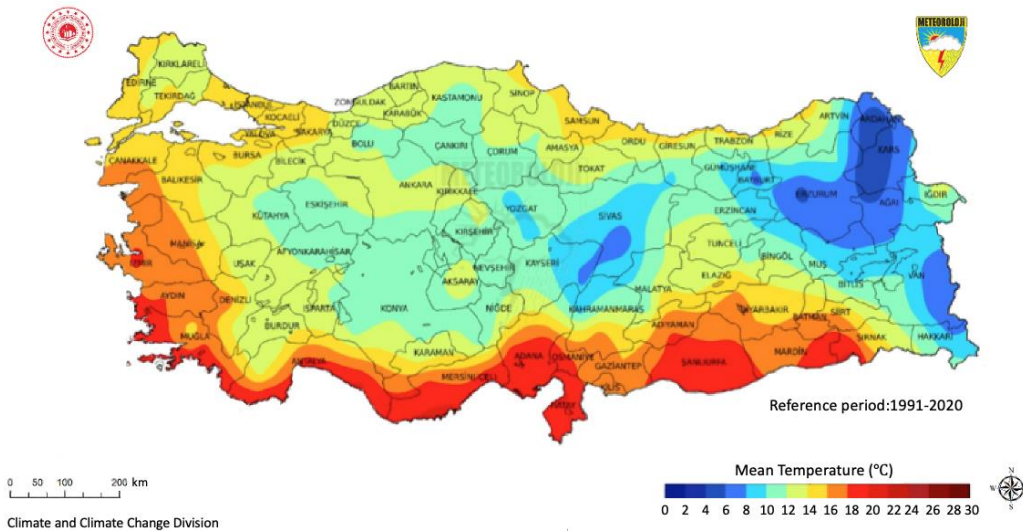 METEOROLOJİ
KIRKLARELİ
EDİRNE
TEKİRDAĞ
İSTANBUL
KOCAELİ
YALOVA
SAKARYA
DÜZCE
ZONGULDAK
BARTIN
KARABÜK
KASTAMONU
SİNOP
SAMSUN
ORDU
GİRESUN
TRABZON
RİZE
ARTVİN
ARDAHAN
KARS
ÇANAKKALE
BALIKESİR
BURSA
BİLECİK
BOLU
ÇANKIRI
ÇORUM
AMASYA
TOKAT
GÜMÜŞHANE
BAYBURT
ERZURUM
AĞRI
IĞDIR
METEOROLOJİ
KÜTAHYA
ESKİŞEHİR
ANKARA
KIRIKKALE
YOZGAT
SİVAS
ERZİNCAN
MANİSA
UŞAK
AFYONKARAHİSAR
KIRŞEHİR
NEVŞEHİR
KAYSERİ
TUNCELİ
BİNGÖL
MUŞ
BİTLİS
VAN
İZMİR
AYDIN
DENİZLİ
ISPARTA
KONYA
AKSARAY
NİĞDE
KAHRAMANMARAS
MALATYA
ELAZIĞ
DİYARBAKIR
BATMAN
SİİRT
MUĞLA
BURDUR
ANTALYA
KARAMAN
MERSİN(İÇEL)
ADANA
OSMANİYE
GAZİANTEP
ADIYAMAN
ŞANLIURFA
MARDİN
ŞIRNAK
HAKKARİ
KİLİS
HATAY
Reference period:1991-2020
0 50 100 200 km
Mean Temperature (°C)
0 2 4 6 8 10 12 14 16 18 20 22 24 26 28 30
N
W
S
Climate and Climate Change Division